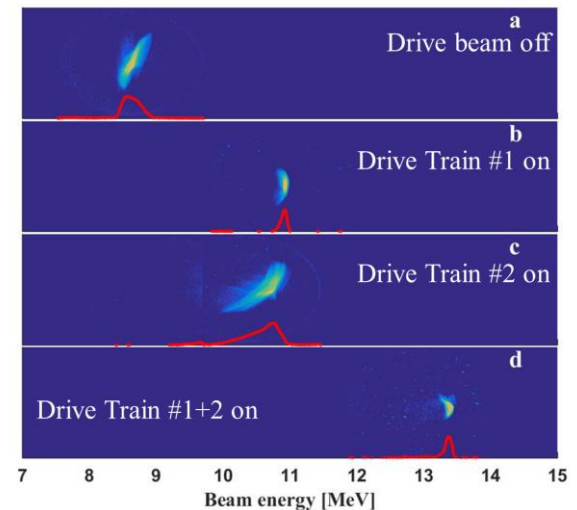 a
Drive beam off
b
Drive Train #1 on
c
Drive Train #2 on
d
Drive Train #1+2 on
7 8 9 10 11 12 13 14 15
Beam energy [MeV]